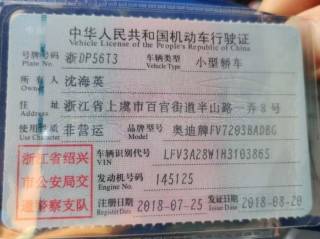 中华人民共和国机动车行驶证
Vehicle License of the People's Republic of China
号牌号码 浙DP56T3 车辆类型 小型轿车
Plate No. Vehicle Type
所有人 沈海英
Owner
住址 浙江省上虞市百官街道半山路一弄8号
Address
使用性质 非营运 品牌型号 奥迪牌FV7203BADBG
Use Character Model
浙江省绍兴
市公安局交
通警察支队
车辆识别代号 LFV3A28W1H3103865
VIN
发动机号码 145125
Engine No.
注册日期 2018-07-25 发证日期 2018-08-20
Register Date Issue Date